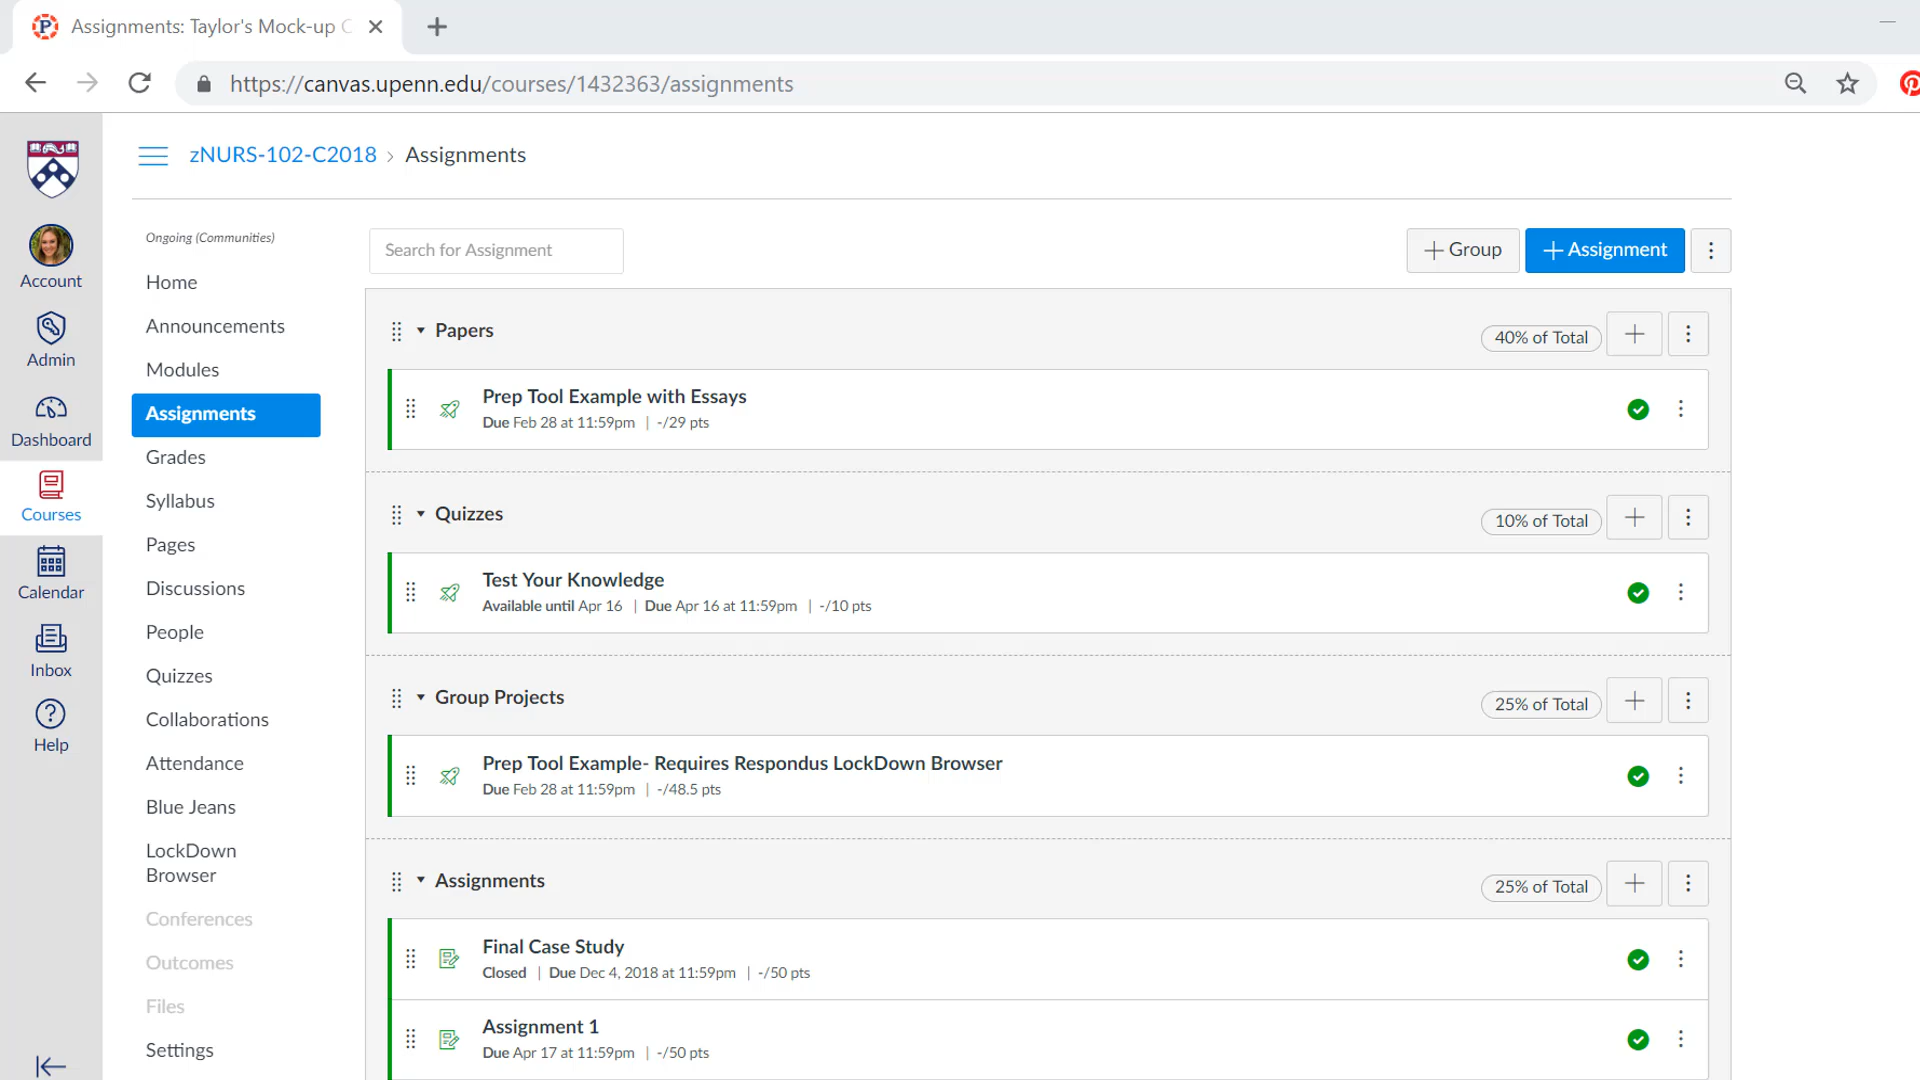 Assignments: Taylor's Mock-up
https://canvas.upenn.edu/courses/1432363/assignments
zNURS-102-C2018 › Assignments
Account
Admin
Dashboard
Courses
Calendar
Inbox
Help
Ongoing (Communities)
Home
Announcements
Modules
Assignments
Grades
Syllabus
Pages
Discussions
People
Quizzes
Collaborations
Attendance
Blue Jeans
LockDown
Browser
Conferences
Outcomes
Files
Settings
Search for Assignment
+ Group
+ Assignment
Papers
40% of Total
Prep Tool Example with Essays
Due Feb 28 at 11:59pm | -/29 pts
Quizzes
10% of Total
Test Your Knowledge
Available until Apr 16 | Due Apr 16 at 11:59pm | -/10 pts
Group Projects
25% of Total
Prep Tool Example- Requires Respondus LockDown Browser
Due Feb 28 at 11:59pm | -/48.5 pts
Assignments
25% of Total
Final Case Study
Closed | Due Dec 4, 2018 at 11:59pm | -/50 pts
Assignment 1
Due Apr 17 at 11:59pm | -/50 pts